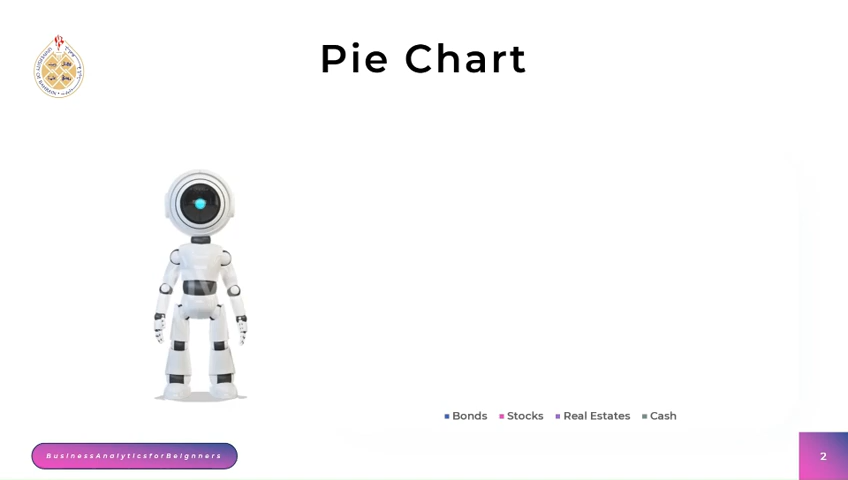 Pie Chart
Bonds Stocks Real Estates Cash
BusinessAnalyticsforBeignners
2